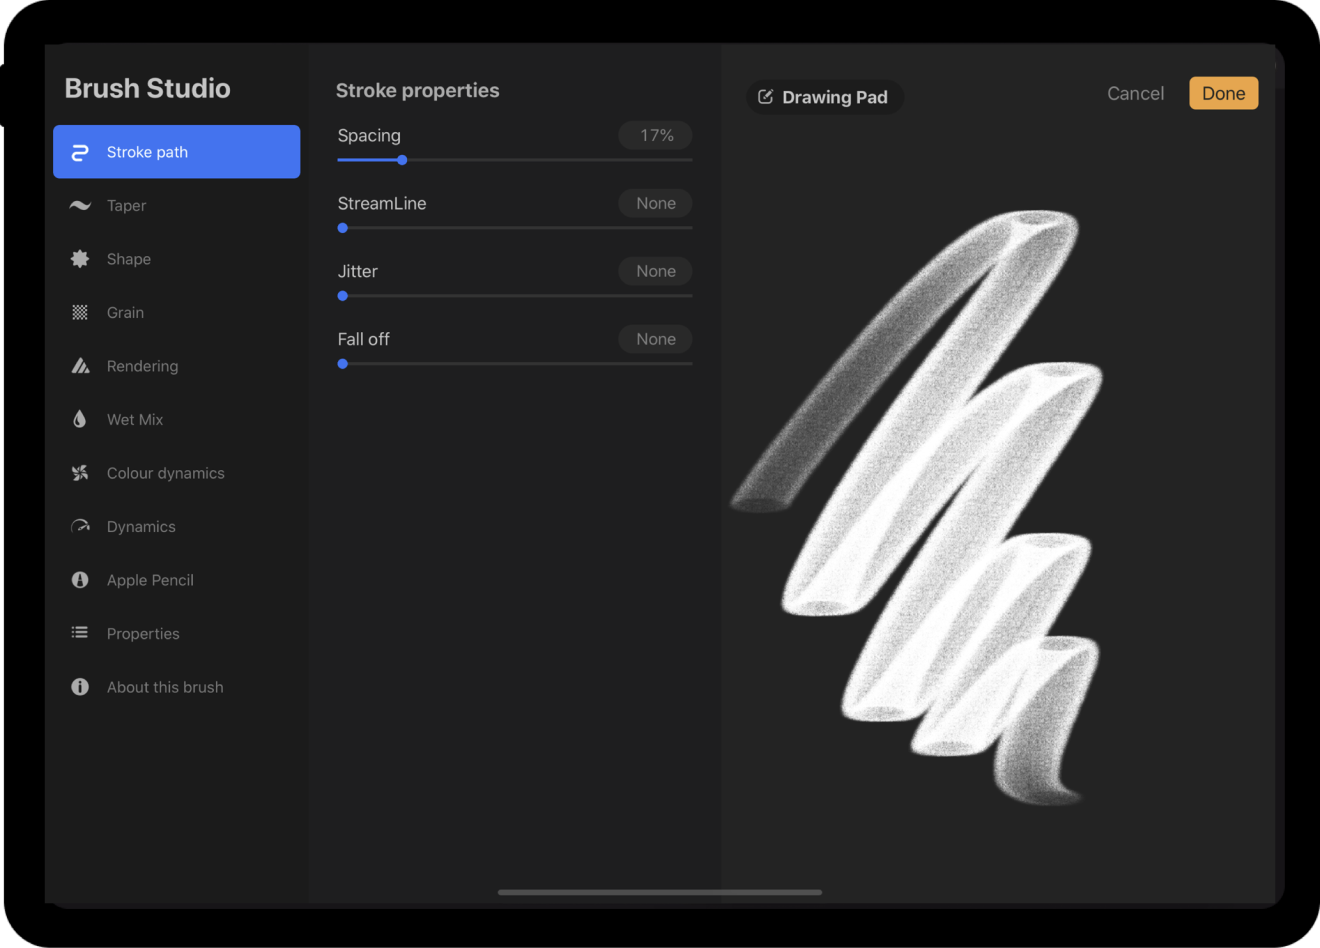 Brush Studio
Stroke path
Taper
Shape
Grain
Rendering
Wet Mix
Colour dynamics
Dynamics
Apple Pencil
Properties
About this brush
Stroke properties
Spacing 17%
StreamLine None
Jitter None
Fall off None
Drawing Pad
Cancel
Done